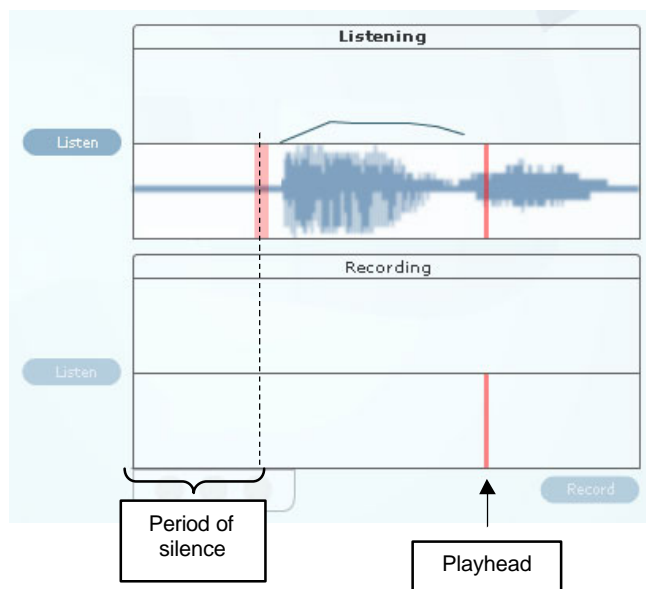 Listening
Listen
Recording
Listen
Record
Period of
silence
Playhead